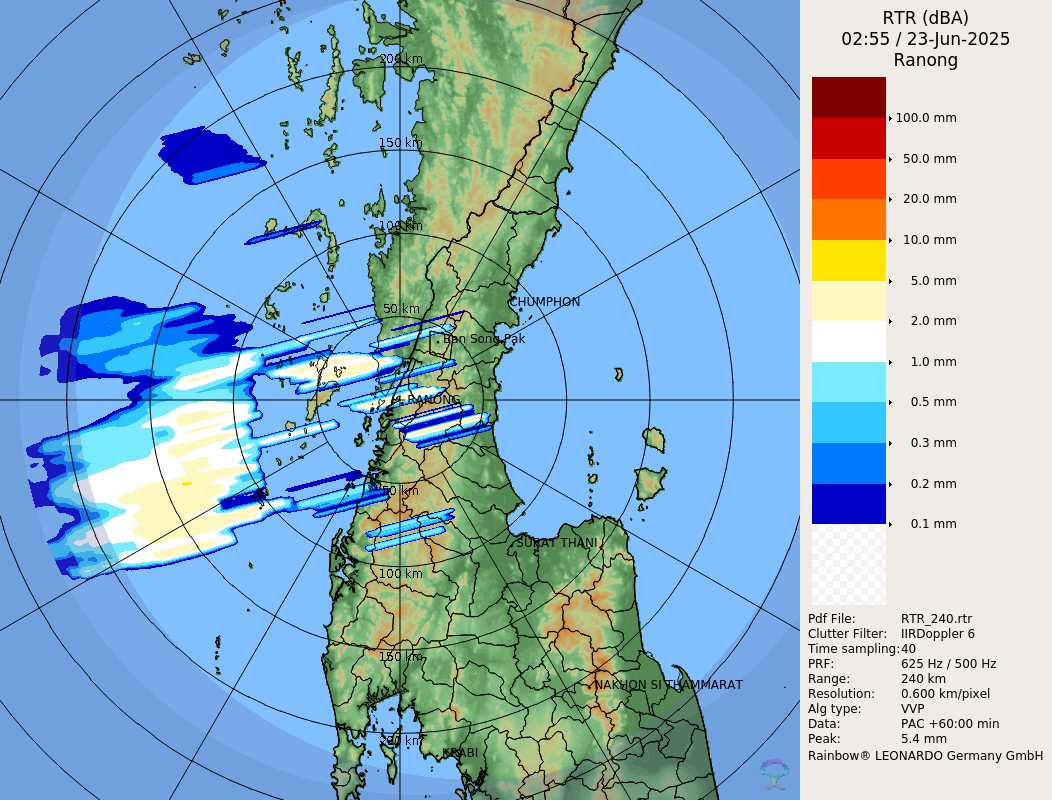 RTR (dBA)
02:55 / 23-Jun-2025
Ranong
100.0 mm
50.0 mm
20.0 mm
10.0 mm
5.0 mm
2.0 mm
1.0 mm
0.5 mm
0.3 mm
0.2 mm
0.1 mm
Pdf File: RTR_240.rtr
Clutter Filter: IIRDoppler 6
Time sampling:40
PRF: 625 Hz / 500 Hz
Range: 240 km
Resolution: 0.600 km/pixel
Alg type: VVP
Data: PAC +60:00 min
Peak: 5.4 mm
Rainbow® LEONARDO Germany GmbH
200 km
150 km
100 km
CHUMPHON
50 km
Ban Song Pak
RANONG
50 km
SURAT THANI
100 km
150 km
NAKHON SI THAMMARAT
200 km
KRABI